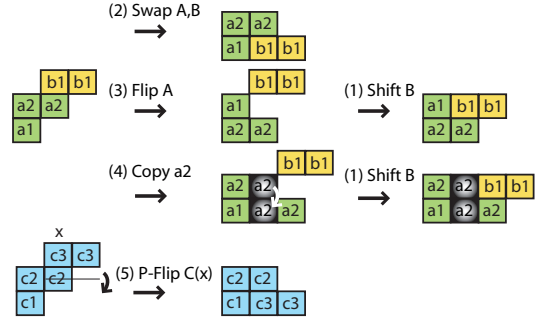 (2) Swap A,B
a2 a2
a1 b1 b1
b1 b1
a2 a2
a1
(3) Flip A
b1 b1
a1
a2 a2
(1) Shift B
a1 b1 b1
a2 a2
(4) Copy a2
b1 b1
a2 a2
a1 a2 a2
(1) Shift B
a2 a2 b1 b1
a1 a2 a2
x
c3 c3
c2 c2
c1
(5) P-Flip C(x)
c2 c2
c1 c3 c3